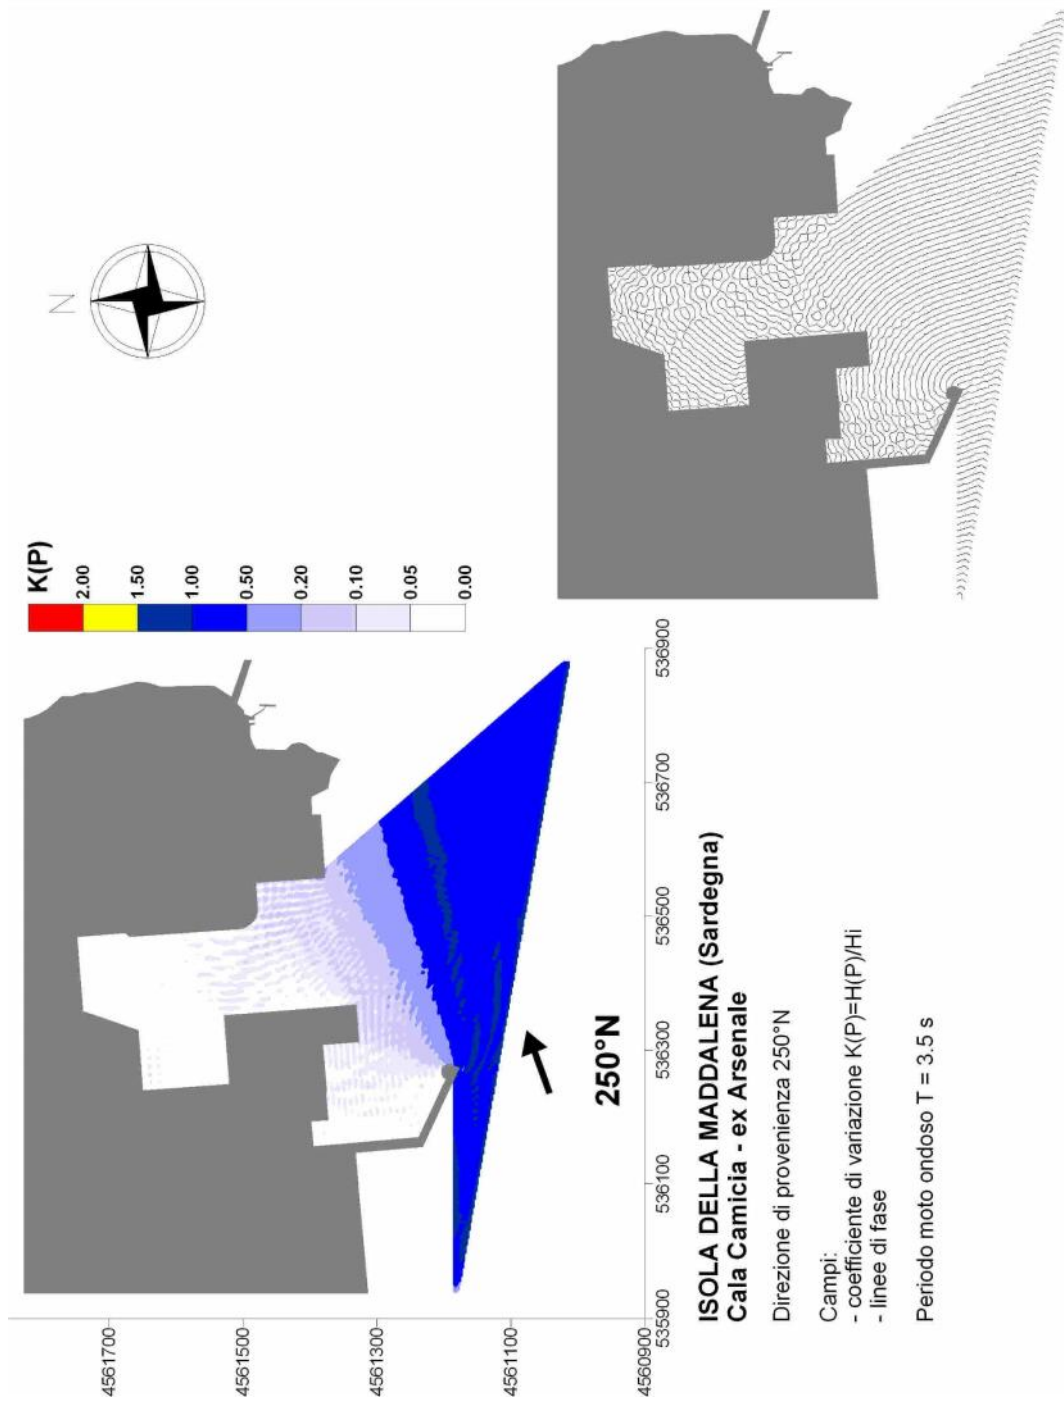 N
K(P)
2.00
1.50
1.00
0.50
0.20
0.10
0.05
0.00
4561700
4561500
4561300
4561100
4560900
535900
536100
536300
536500
536700
536900
250°N
ISOLA DELLA MADDALENA (Sardegna)
Cala Camicia - ex Arsenale
Direzione di provenienza 250°N
Campi:
- coefficiente di variazione K(P)=H(P)/Hi
- linee di fase
Periodo moto ondoso T = 3.5 s